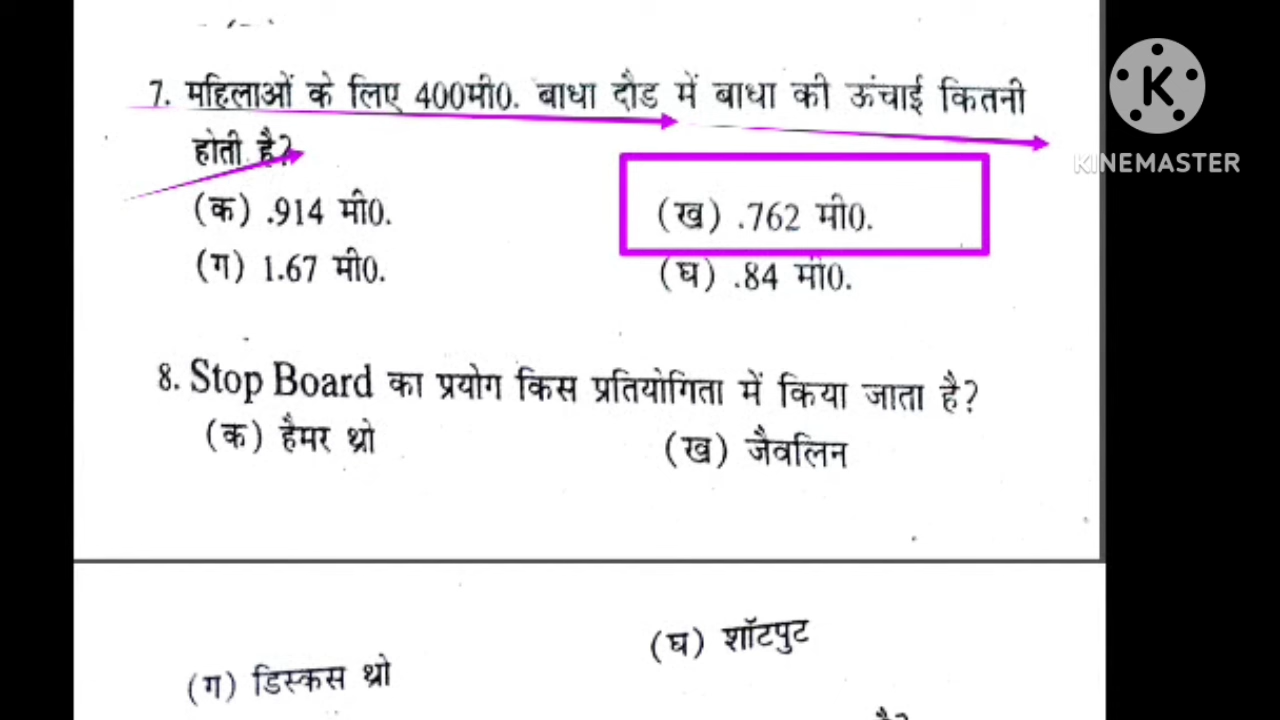 7. महिलाओं के लिए 400मी0. बाधा दौड में बाधा की ऊंचाई कितनी
होती है?
(क) .914 मी0.
(ख) .762 मी0.
(ग) 1.67 मी0.
(घ) .84 मी0.
8. Stop Board का प्रयोग किस प्रतियोगिता में किया जाता है?
(क) हैमर थ्रो
(ख) जैवलिन
(ग) डिस्कस थ्रो
(घ) शॉटपुट
K
KINEMASTER